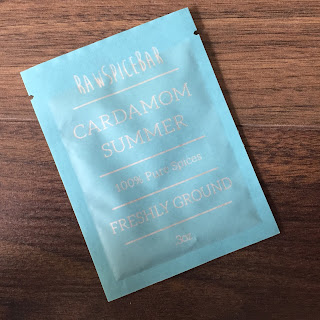 RAWSPICEBAR
CARDAMOM
SUMMER
100% Pure Spices
FRESHLY GROUND